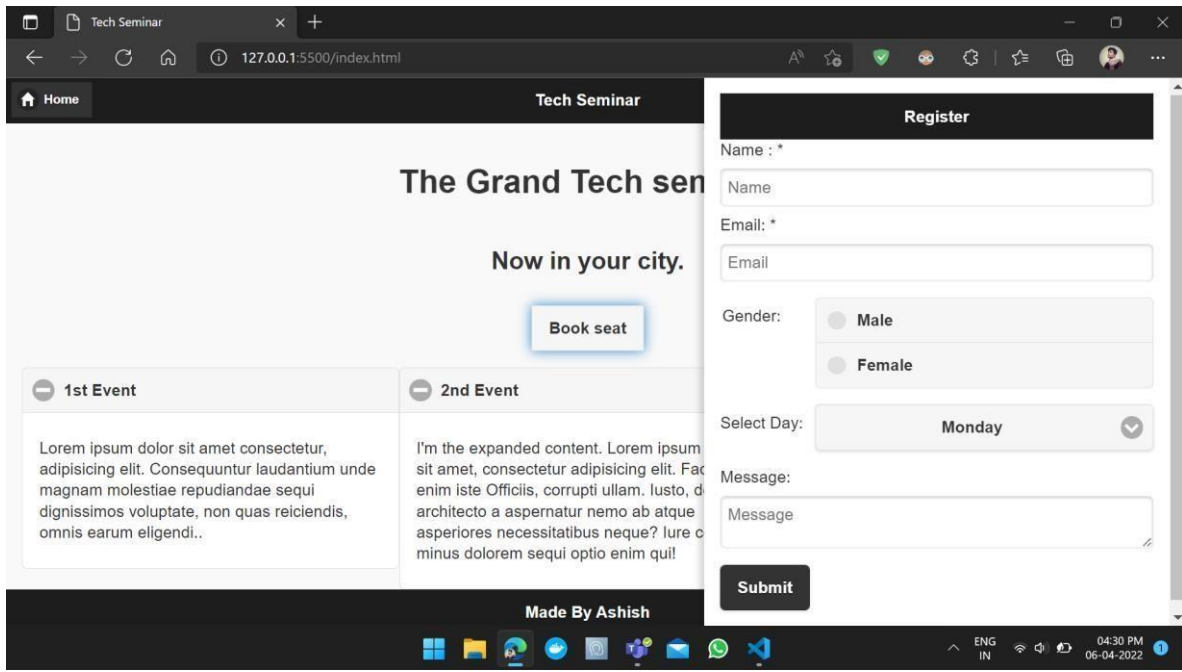 Tech Seminar
127.0.0.1:5500/index.html
Home
Tech Seminar
The Grand Tech sen
Now in your city.
Book seat
1st Event
Lorem ipsum dolor sit amet consectetur,
adipisicing elit. Consequuntur laudantium unde
magnam molestiae repudiandae sequi
dignissimos voluptate, non quas reiciendis,
omnis earum eligendi..
2nd Event
I'm the expanded content. Lorem ipsum
sit amet, consectetur adipisicing elit. Fac
enim iste Officiis, corrupti ullam. Iusto, d
architecto a aspernatur nemo ab atque
asperiores necessitatibus neque? Iure c
minus dolorem sequi optio enim qui!
Made By Ashish
Register
Name : *
Name
Email: *
Email
Gender:
Male
Female
Select Day:
Monday
Message:
Message
Submit
ENG
IN
04:30 PM
06-04-2022
1